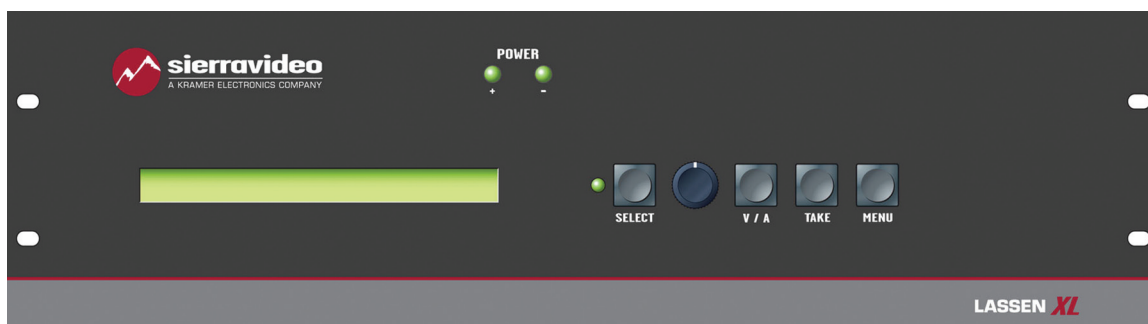 sierravideo
A KRAMER ELECTRONICS COMPANY
POWER
+ -
SELECT V / A TAKE MENU
LASSEN XL